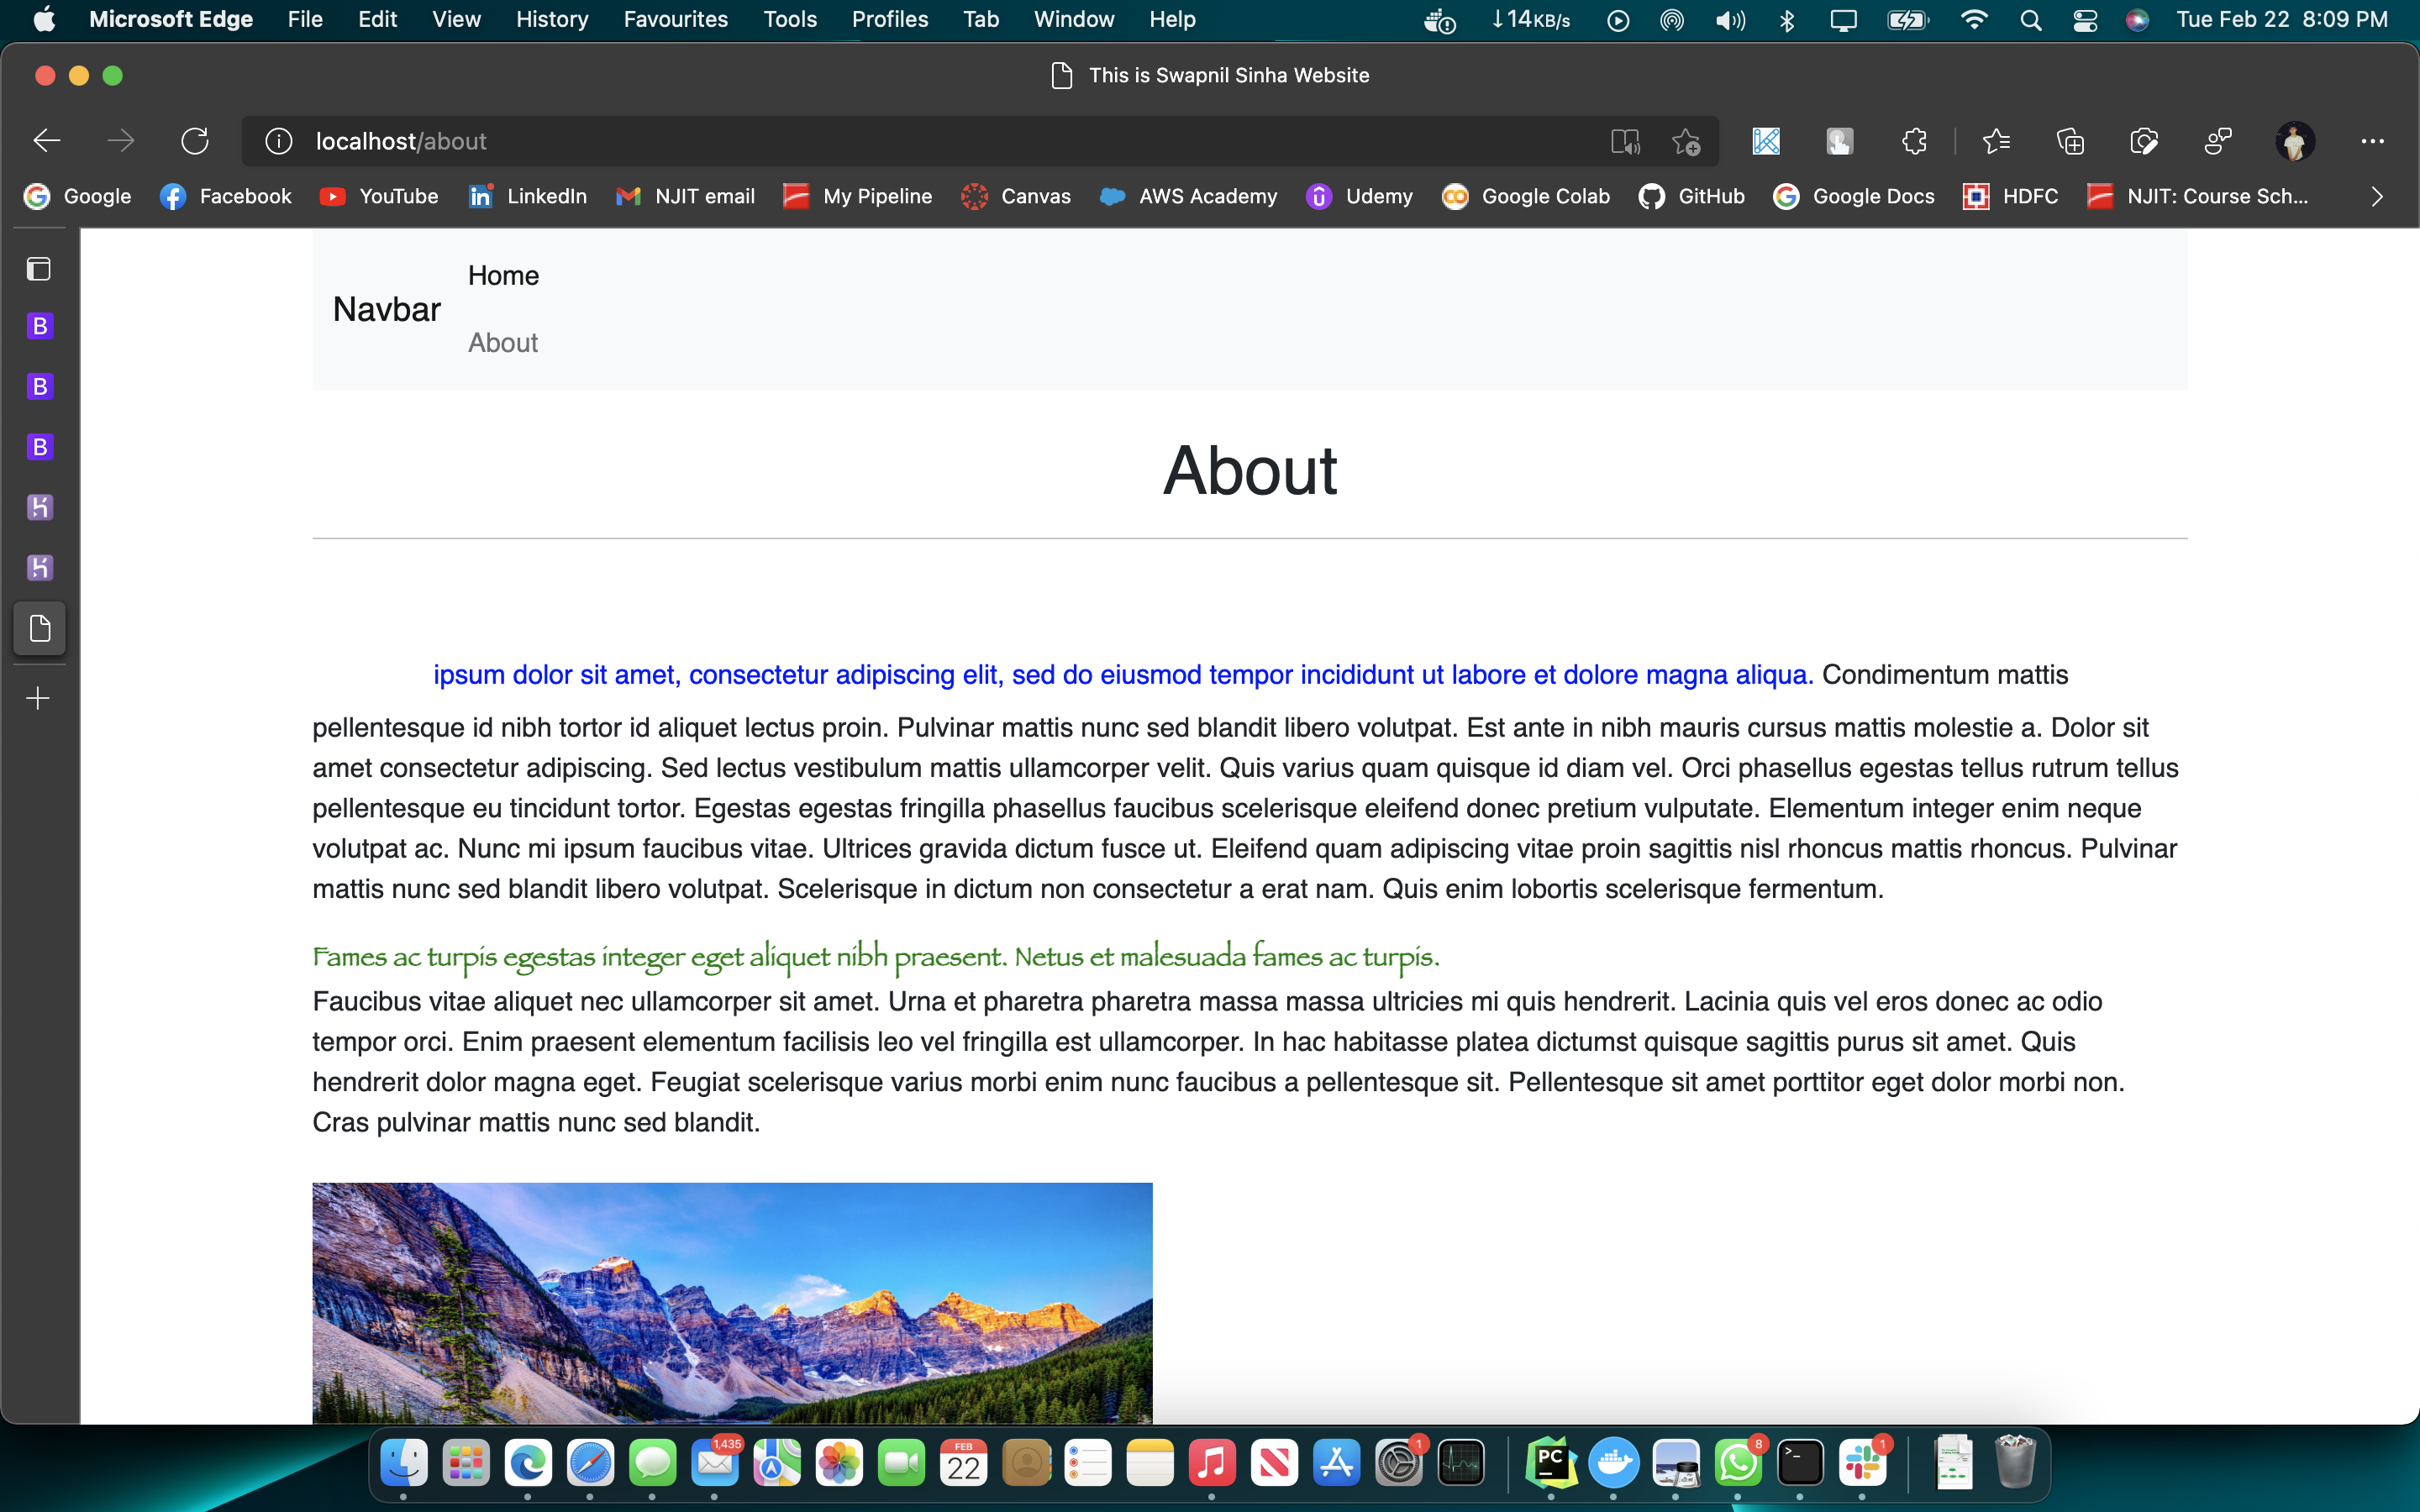 Microsoft Edge File Edit View History Favourites Tools Profiles Tab Window Help ↓14KB/s Tue Feb 22 8:09 PM
This is Swapnil Sinha Website
localhost/about
Google Facebook YouTube LinkedIn NJIT email My Pipeline Canvas AWS Academy Udemy Google Colab GitHub Google Docs HDFC NJIT: Course Sch...
Home
Navbar
About
About
ipsum dolor sit amet, consectetur adipiscing elit, sed do eiusmod tempor incididunt ut labore et dolore magna aliqua. Condimentum mattis
pellentesque id nibh tortor id aliquet lectus proin. Pulvinar mattis nunc sed blandit libero volutpat. Est ante in nibh mauris cursus mattis molestie a. Dolor sit
amet consectetur adipiscing. Sed lectus vestibulum mattis ullamcorper velit. Quis varius quam quisque id diam vel. Orci phasellus egestas tellus rutrum tellus
pellentesque eu tincidunt tortor. Egestas egestas fringilla phasellus faucibus scelerisque eleifend donec pretium vulputate. Elementum integer enim neque
volutpat ac. Nunc mi ipsum faucibus vitae. Ultrices gravida dictum fusce ut. Eleifend quam adipiscing vitae proin sagittis nisl rhoncus mattis rhoncus. Pulvinar
mattis nunc sed blandit libero volutpat. Scelerisque in dictum non consectetur a erat nam. Quis enim lobortis scelerisque fermentum.
Fames ac turpis egestas integer eget aliquet nibh praesent. Netus et malesuada fames ac turpis.
Faucibus vitae aliquet nec ullamcorper sit amet. Urna et pharetra pharetra massa massa ultricies mi quis hendrerit. Lacinia quis vel eros donec ac odio
tempor orci. Enim praesent elementum facilisis leo vel fringilla est ullamcorper. In hac habitasse platea dictumst quisque sagittis purus sit amet. Quis
hendrerit dolor magna eget. Feugiat scelerisque varius morbi enim nunc faucibus a pellentesque sit. Pellentesque sit amet porttitor eget dolor morbi non.
Cras pulvinar mattis nunc sed blandit.
1,435 FEB 22 1 PC 8 1